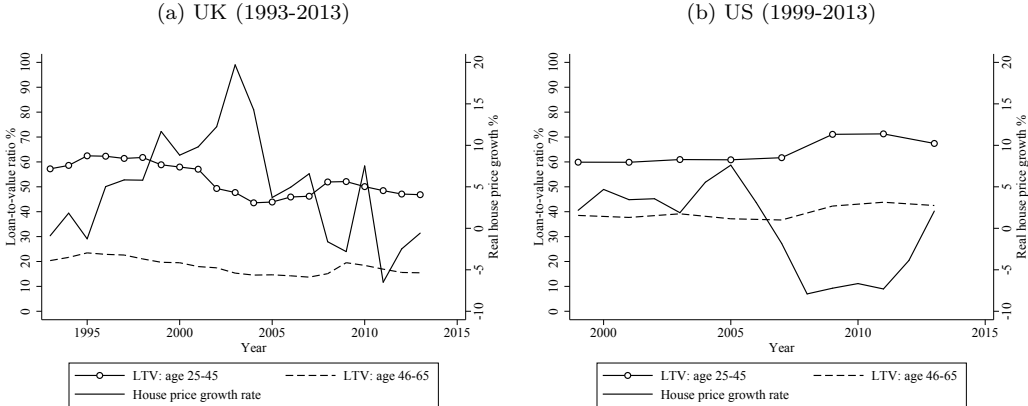 (a) UK (1993-2013)
Loan-to-value ratio %
0 10 20 30 40 50 60 70 80 90 100
Real house price growth %
-10 -5 0 5 10 15 20
1995 2000 2005 2010 2015
Year
LTV: age 25-45 LTV: age 46-65
House price growth rate
(b) US (1999-2013)
Loan-to-value ratio %
0 10 20 30 40 50 60 70 80 90 100
Real house price growth %
-10 -5 0 5 10 15 20
2000 2005 2010 2015
Year
LTV: age 25-45 LTV: age 46-65
House price growth rate